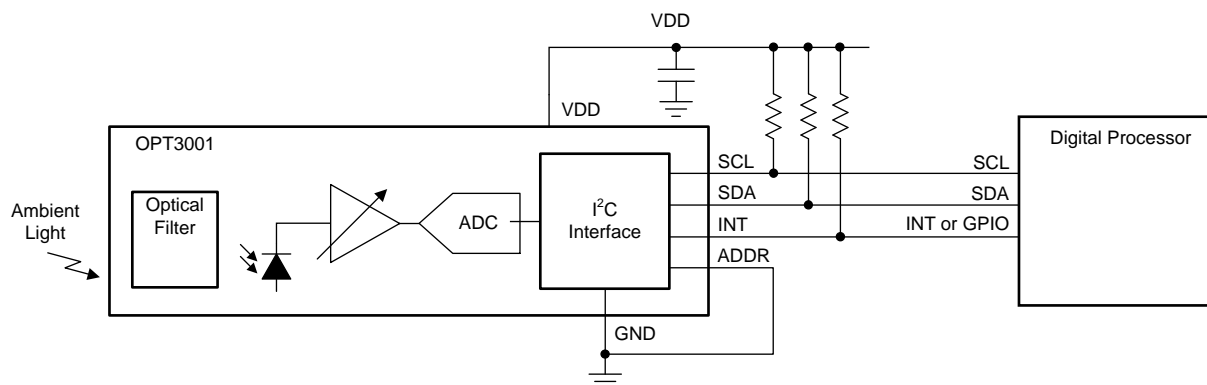 VDD
VDD
OPT3001
Digital Processor
SCL
SCL
Optical
Filter
SDA
SDA
Ambient
Light
ADC
I²C
Interface
INT
INT or GPIO
ADDR
GND